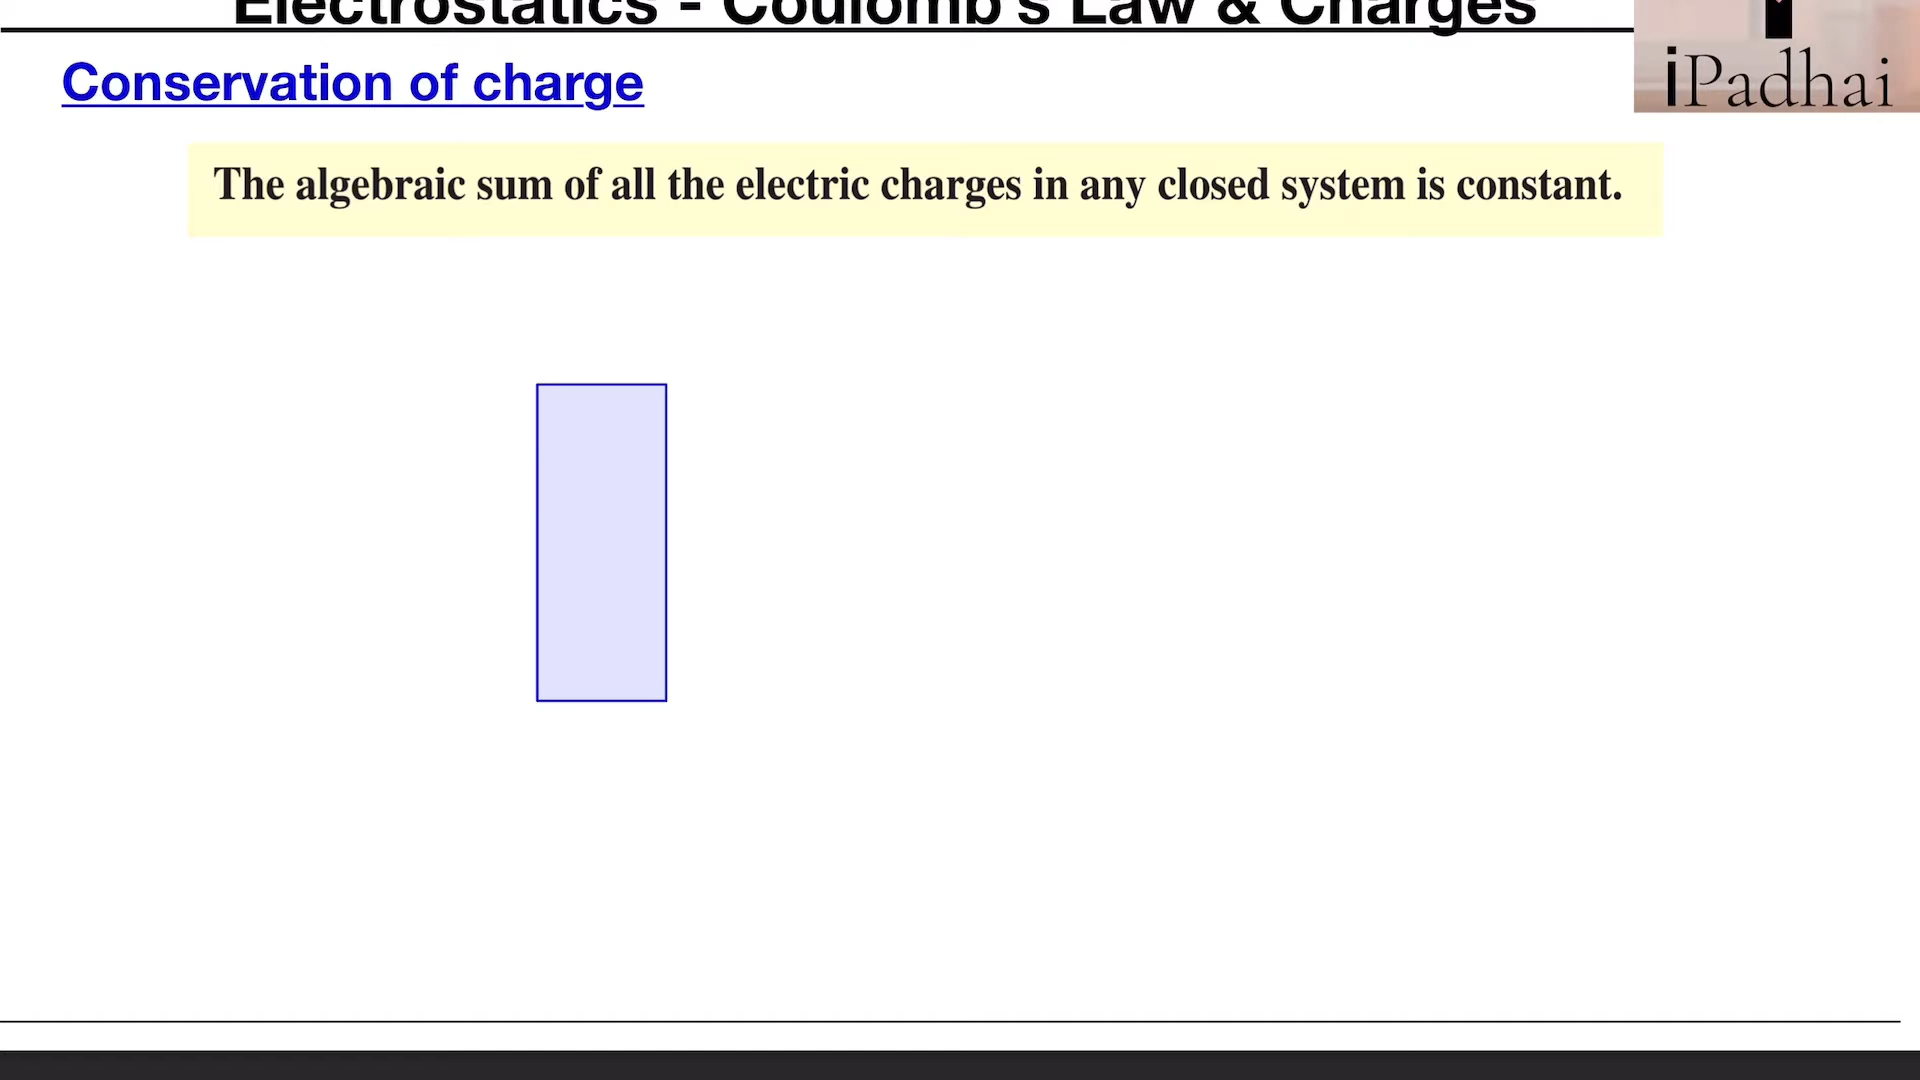 Electrostatics - Coulomb's Law & Charges
iPadhai
Conservation of charge
The algebraic sum of all the electric charges in any closed system is constant.